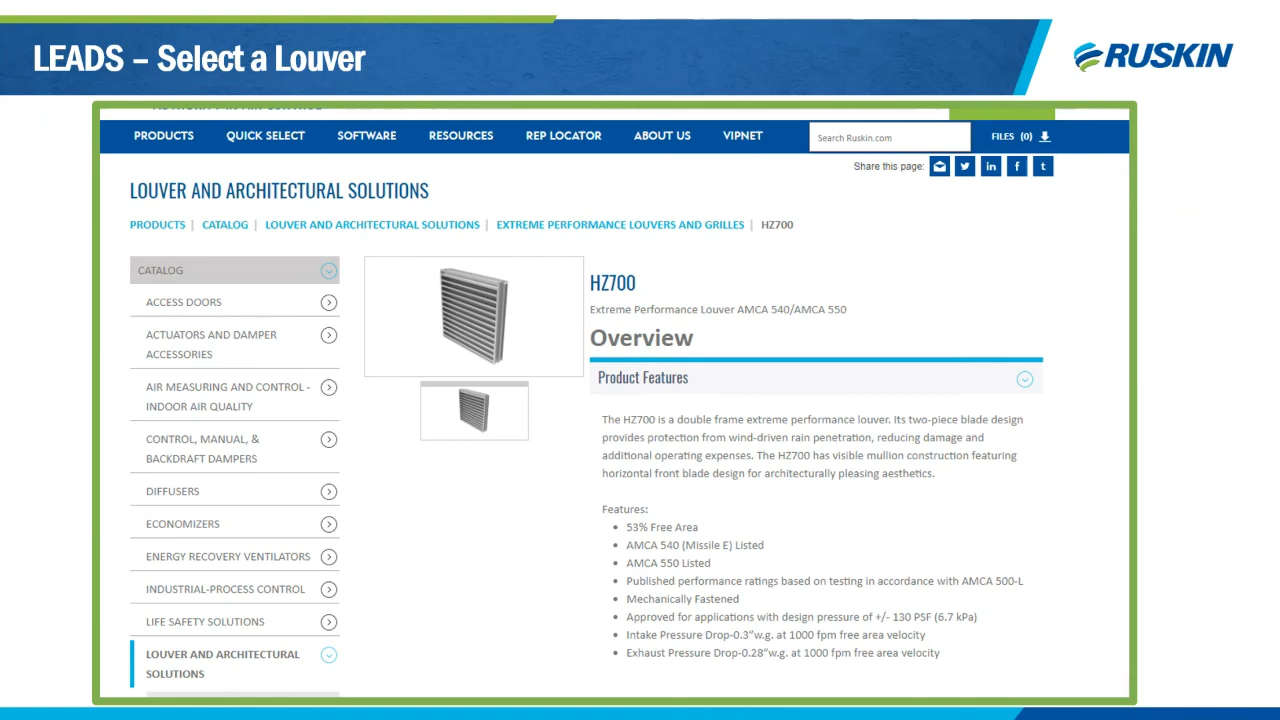 LEADS – Select a Louver
RUSKIN
PRODUCTS QUICK SELECT SOFTWARE RESOURCES REP LOCATOR ABOUT US VIPNET Search Ruskin.com FILES (0)
Share this page:
LOUVER AND ARCHITECTURAL SOLUTIONS
PRODUCTS | CATALOG | LOUVER AND ARCHITECTURAL SOLUTIONS | EXTREME PERFORMANCE LOUVERS AND GRILLES | HZ700
CATALOG
ACCESS DOORS
ACTUATORS AND DAMPER
ACCESSORIES
AIR MEASURING AND CONTROL -
INDOOR AIR QUALITY
CONTROL, MANUAL, &
BACKDRAFT DAMPERS
DIFFUSERS
ECONOMIZERS
ENERGY RECOVERY VENTILATORS
INDUSTRIAL-PROCESS CONTROL
LIFE SAFETY SOLUTIONS
LOUVER AND ARCHITECTURAL
SOLUTIONS
HZ700
Extreme Performance Louver AMCA 540/AMCA 550
Overview
Product Features
The HZ700 is a double frame extreme performance louver. Its two-piece blade design
provides protection from wind-driven rain penetration, reducing damage and
additional operating expenses. The HZ700 has visible mullion construction featuring
horizontal front blade design for architecturally pleasing aesthetics.
Features:
• 53% Free Area
• AMCA 540 (Missile E) Listed
• AMCA 550 Listed
• Published performance ratings based on testing in accordance with AMCA 500-L
• Mechanically Fastened
• Approved for applications with design pressure of +/- 130 PSF (6.7 kPa)
• Intake Pressure Drop-0.3”w.g. at 1000 fpm free area velocity
• Exhaust Pressure Drop-0.28”w.g. at 1000 fpm free area velocity